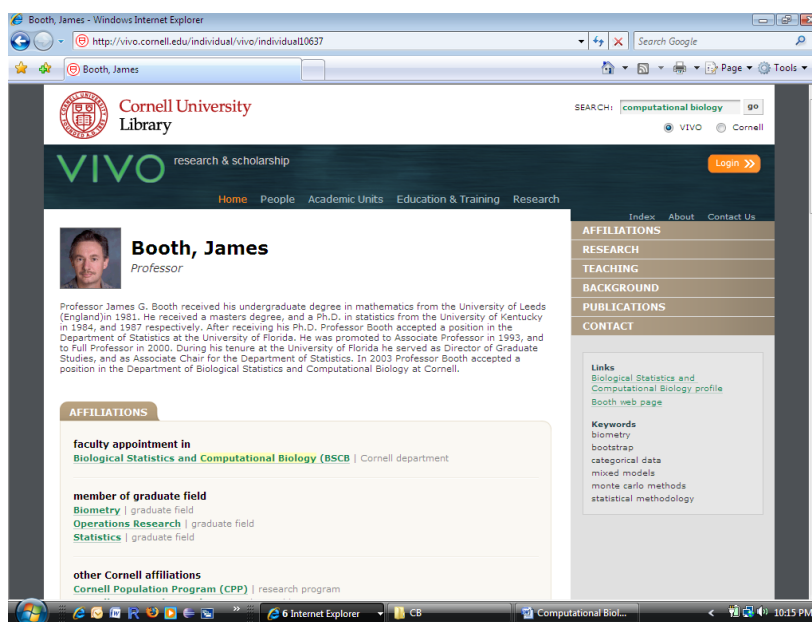 Booth, James - Windows Internet Explorer
http://vivo.cornell.edu/individual/vivo/individual10637
Search Google
Booth, James
Page Tools
Cornell University
Library
SEARCH: computational biology go
VIVO Cornell
VIVO research & scholarship
Login
Home People Academic Units Education & Training Research
Index About Contact Us
Booth, James
Professor
Professor James G. Booth received his undergraduate degree in mathematics from the University of Leeds
(England)in 1981. He received a masters degree, and a Ph.D. in statistics from the University of Kentucky
in 1984, and 1987 respectively. After receiving his Ph.D. Professor Booth accepted a position in the
Department of Statistics at the University of Florida. He was promoted to Associate Professor in 1993, and
to Full Professor in 2000. During his tenure at the University of Florida he served as Director of Graduate
Studies, and as Associate Chair for the Department of Statistics. In 2003 Professor Booth accepted a
position in the Department of Biological Statistics and Computational Biology at Cornell.
AFFILIATIONS
faculty appointment in
Biological Statistics and Computational Biology (BSCB | Cornell department
member of graduate field
Biometry | graduate field
Operations Research | graduate field
Statistics | graduate field
other Cornell affiliations
Cornell Population Program (CPP) | research program
AFFILIATIONS
RESEARCH
TEACHING
BACKGROUND
PUBLICATIONS
CONTACT
Links
Biological Statistics and
Computational Biology profile
Booth web page
Keywords
biometry
bootstrap
categorical data
mixed models
monte carlo methods
statistical methodology
6 Internet Explorer
CB
Computational Biol...
10:15 PM